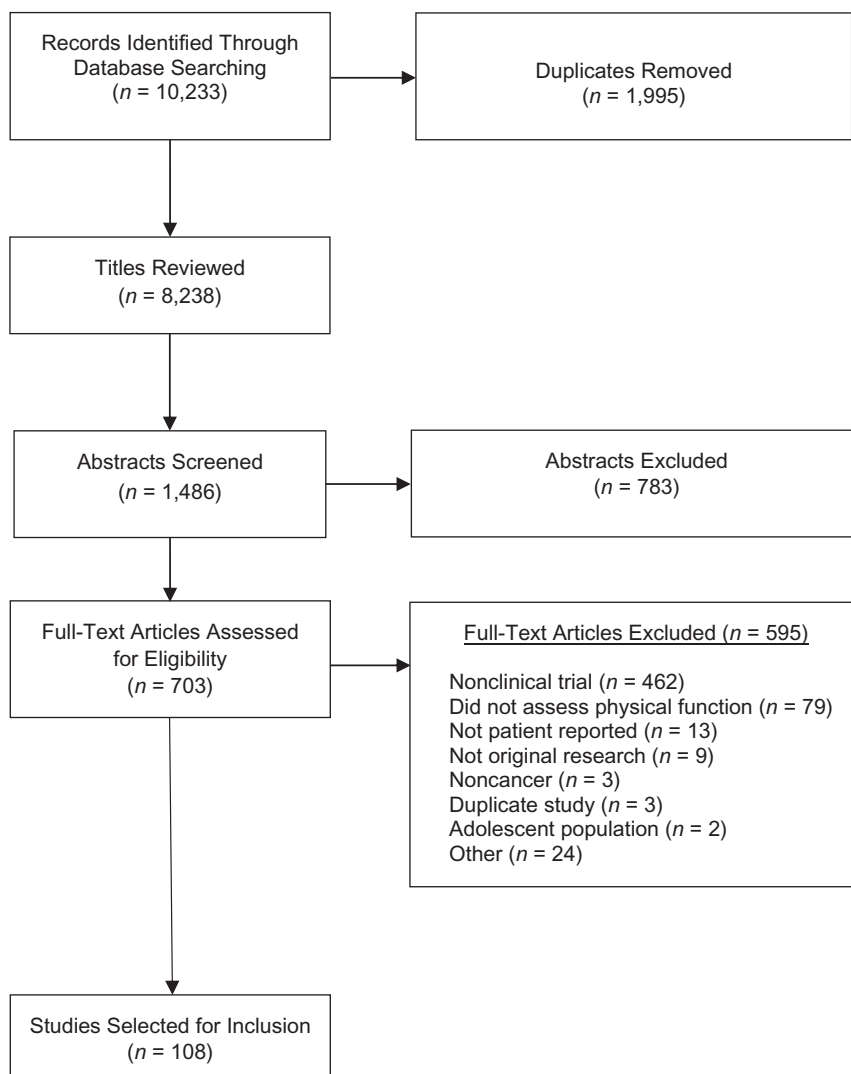 Records Identified Through
Database Searching
(n = 10,233)
Duplicates Removed
(n = 1,995)
Titles Reviewed
(n = 8,238)
Abstracts Screened
(n = 1,486)
Abstracts Excluded
(n = 783)
Full-Text Articles Assessed
for Eligibility
(n = 703)
Full-Text Articles Excluded (n = 595)
Nonclinical trial (n = 462)
Did not assess physical function (n = 79)
Not patient reported (n = 13)
Not original research (n = 9)
Noncancer (n = 3)
Duplicate study (n = 3)
Adolescent population (n = 2)
Other (n = 24)
Studies Selected for Inclusion
(n = 108)